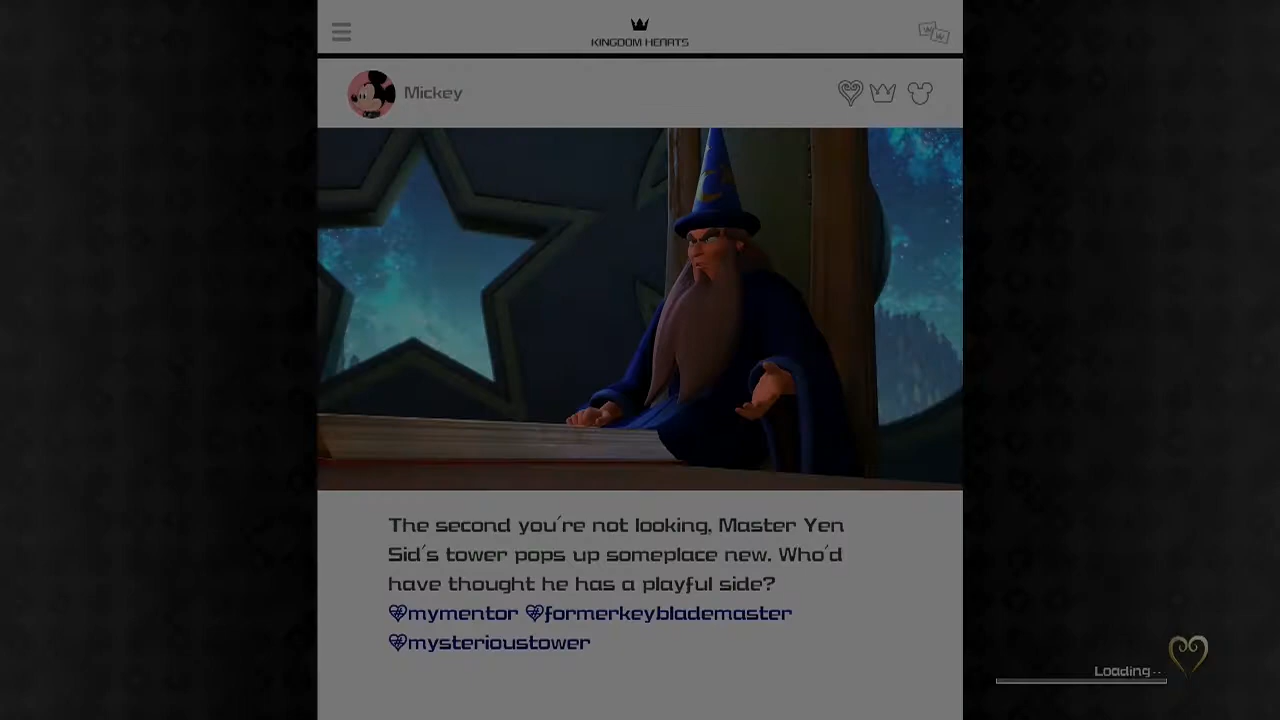 KINGDOM HEARTS
Mickey
The second you're not looking, Master Yen
Sid's tower pops up someplace new. Who'd
have thought he has a playful side?
#mymentor #formerkeyblademaster
#mysterioustower
Loading..